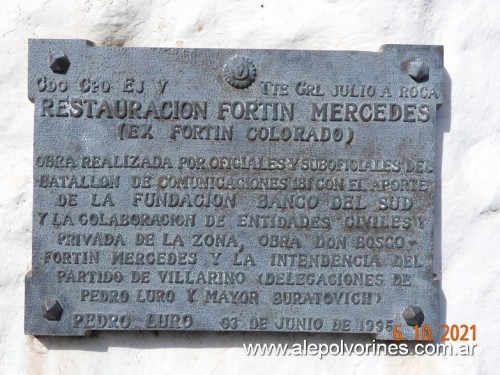 CDO CPO EJ V TTE GRL JULIO A ROCA
RESTAURACION FORTIN MERCEDES
(EX FORTIN COLORADO)
OBRA REALIZADA POR OFICIALES Y SUBOFICIALES DEL
BATALLON DE COMUNICACIONES 181 CON EL APORTE
DE LA FUNDACION BANCO DEL SUD
Y LA COLABORACION DE ENTIDADES CIVILES Y
PRIVADA DE LA ZONA, OBRA DON BOSCO-
FORTIN MERCEDES Y LA INTENDENCIA DEL
PARTIDO DE VILLARINO (DELEGACIONES DE
PEDRO LURO Y MAYOR BURATOVICH)
PEDRO LURO 03 DE JUNIO DE 1995
6.10.2021
www.alepolvorines.com.ar